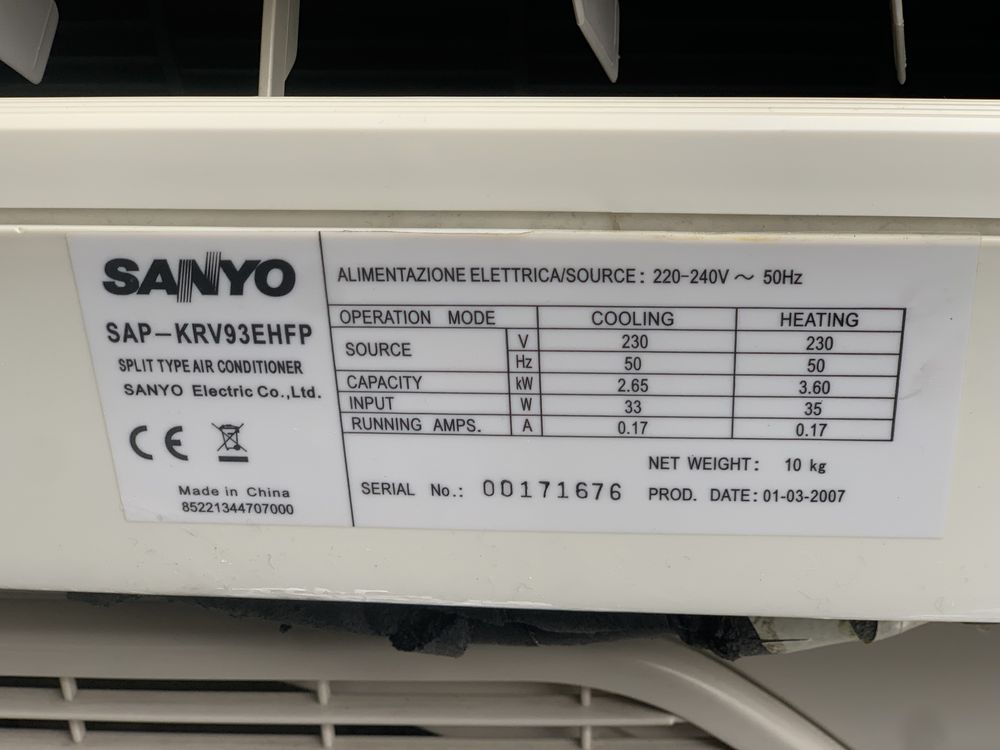 SANYO
SAP-KRV93EHFP
SPLIT TYPE AIR CONDITIONER
SANYO Electric Co.,Ltd.
CE
Made in China
85221344707000
ALIMENTAZIONE ELETTRICA/SOURCE: 220-240V ~ 50Hz
OPERATION MODE COOLING HEATING
SOURCE V 230 230
Hz 50 50
CAPACITY kW 2.65 3.60
INPUT W 33 35
RUNNING AMPS. A 0.17 0.17
NET WEIGHT: 10 kg
SERIAL No.: 00171676 PROD. DATE: 01-03-2007